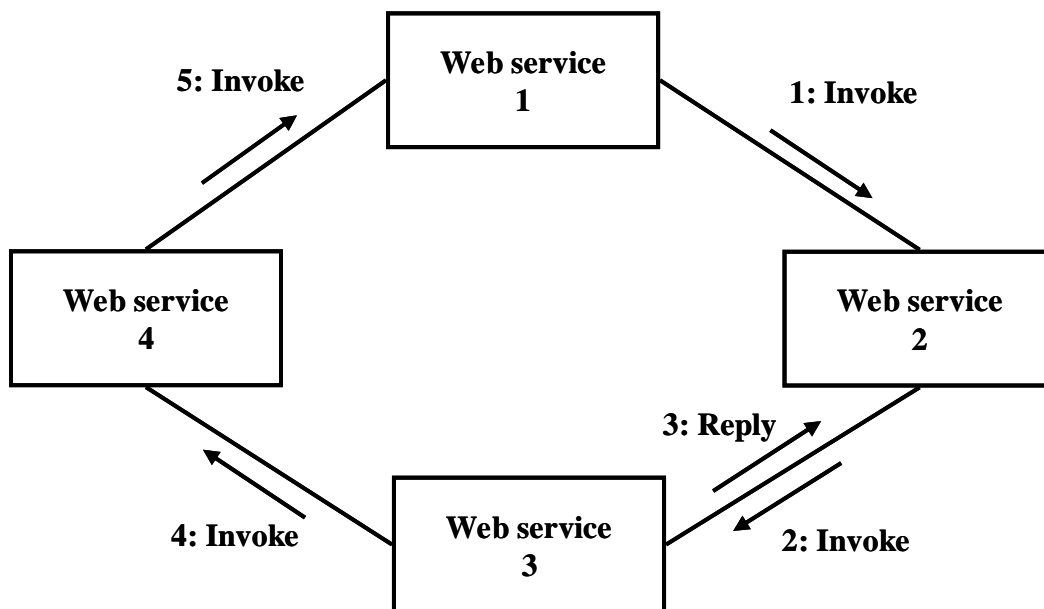 Web service
1
5: Invoke
1: Invoke
Web service
4
Web service
2
3: Reply
4: Invoke
Web service
3
2: Invoke